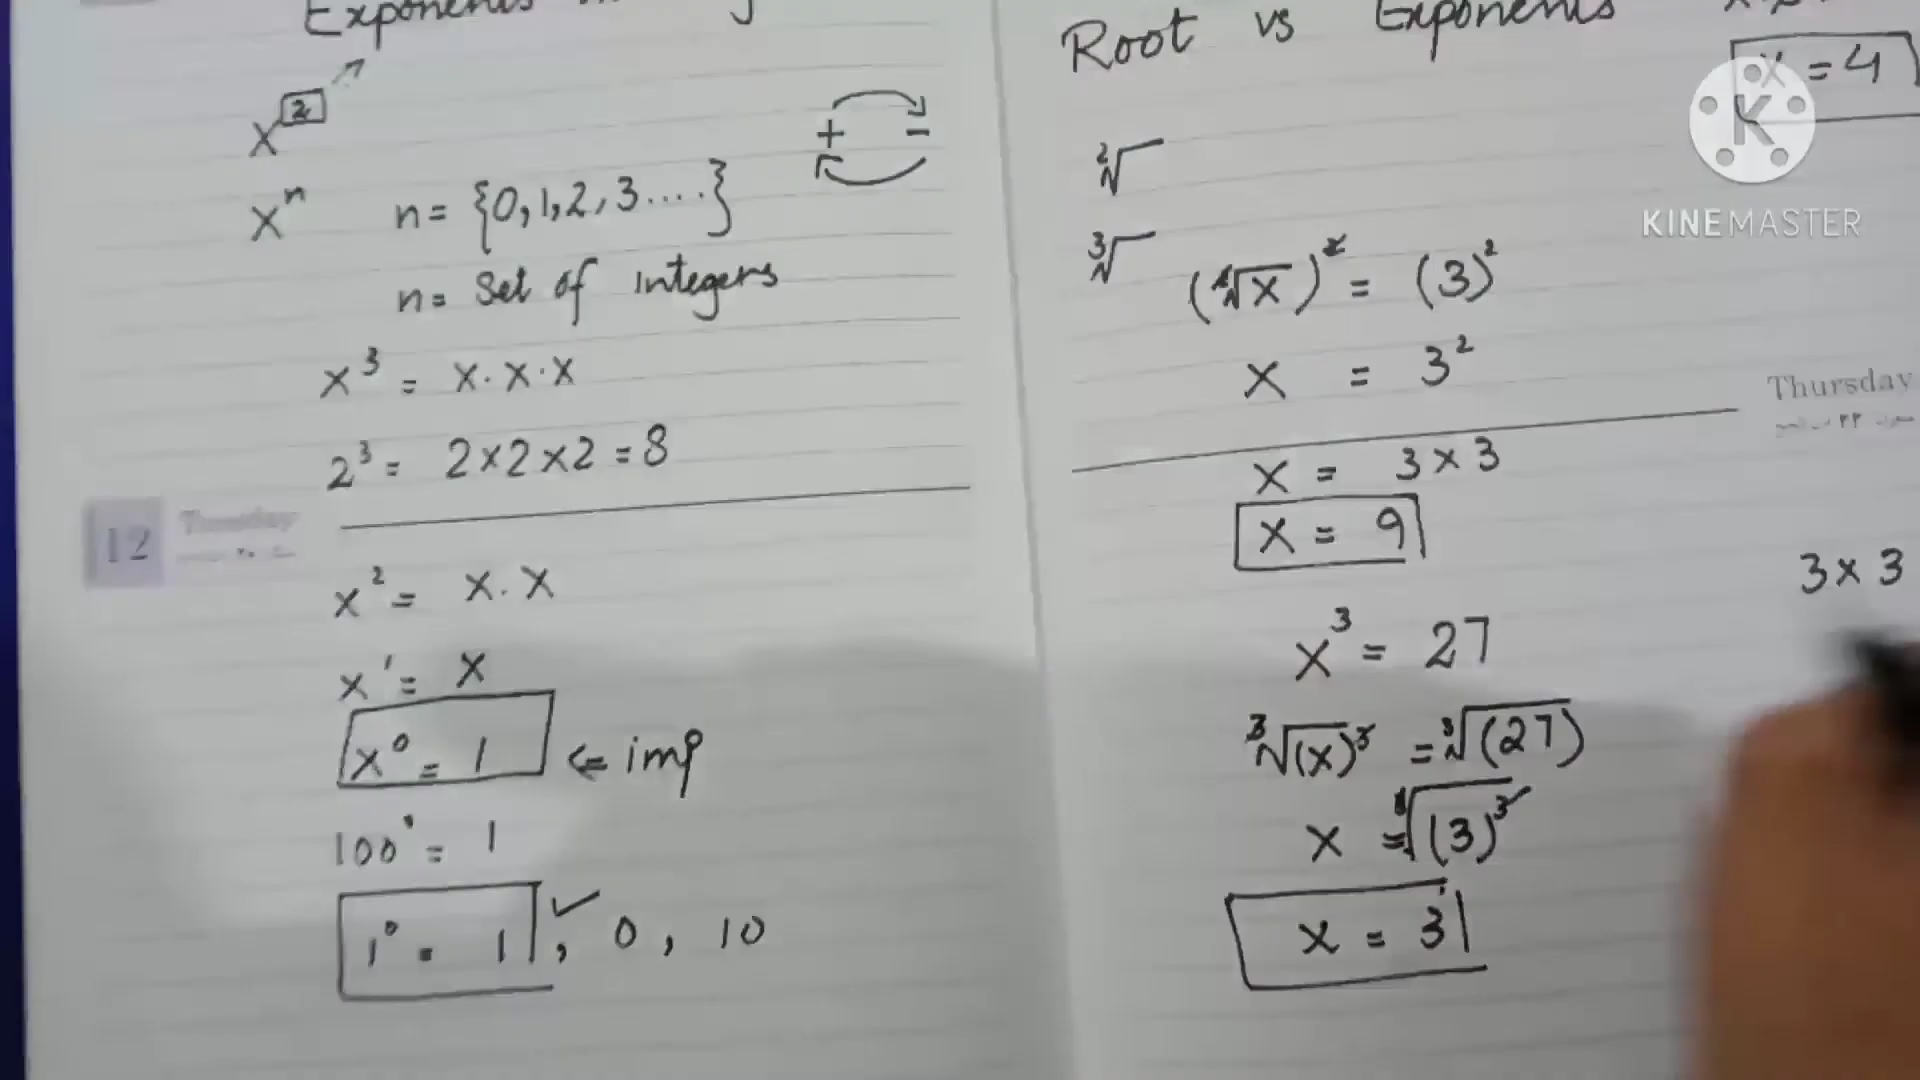 Exponents
x²
xⁿ n = {0, 1, 2, 3 ....}
+ -
n = Set of integers
x³ = x · x · x
2³ = 2 × 2 × 2 = 8
12 Tuesday
x² = x . x
x¹ = x
x⁰ = 1 ⇐ imp
100⁰ = 1
1⁰ = 1 ✓, 0, 10
Root vs Exponents
x = 4
K
KINEMASTER
²√
³√ (²√x)² = (3)²
x = 3²
Thursday
x = 3 × 3
x = 9
3 × 3
x³ = 27
³√(x)³ = ³√(27)
x = ³√(3)³
x = 3